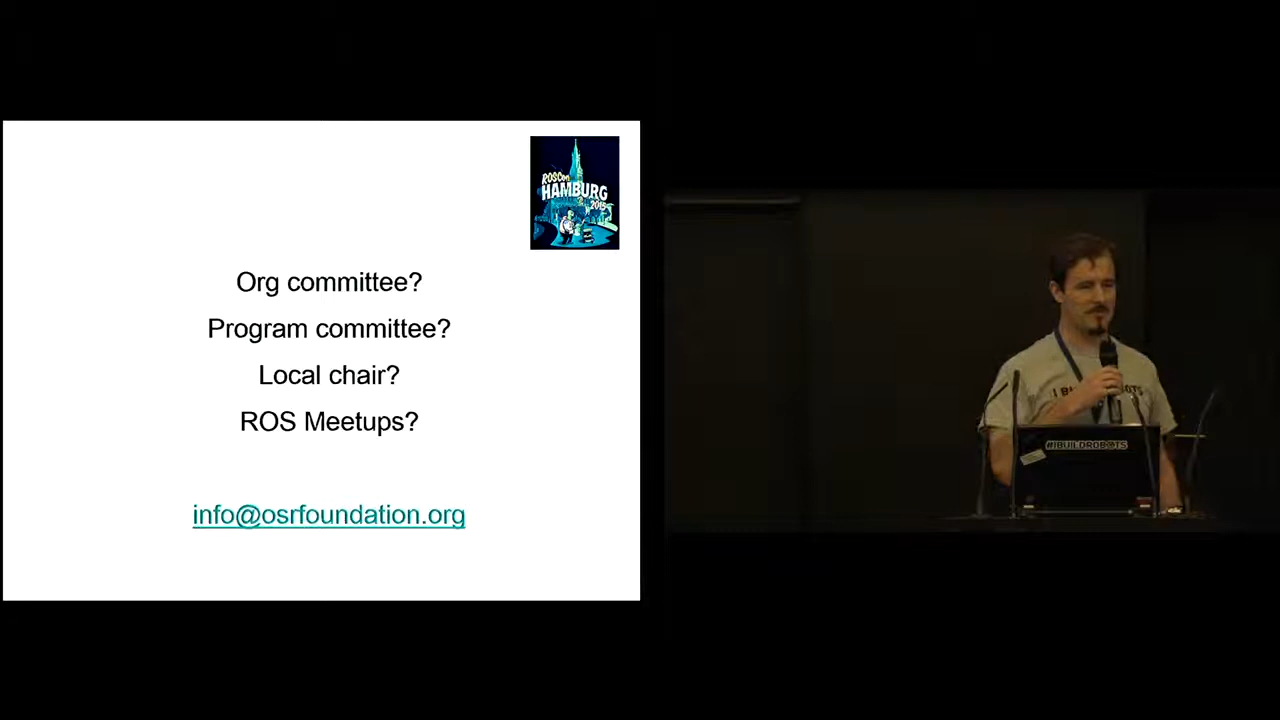 ROSCon
HAMBURG
2015
Org committee?
Program committee?
Local chair?
ROS Meetups?
info@osrfoundation.org
#IBUILDROBOTS